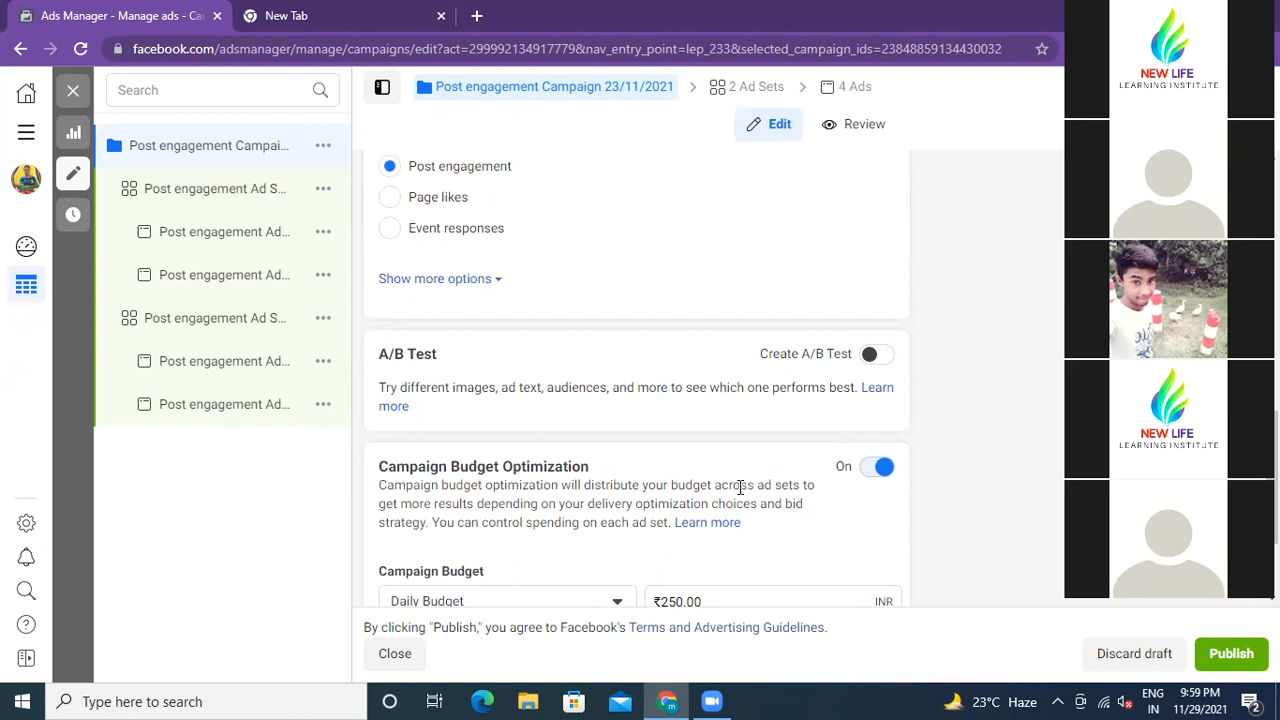 Ads Manager - Manage ads - Ca
New Tab
facebook.com/adsmanager/manage/campaigns/edit?act=299992134917779&nav_entry_point=lep_233&selected_campaign_ids=23848859134430032
Search
Post engagement Campaign 23/11/2021
2 Ad Sets
4 Ads
Edit
Review
Post engagement Campai...
Post engagement Ad S...
Post engagement Ad...
Post engagement Ad...
Post engagement Ad S...
Post engagement Ad...
Post engagement Ad...
Post engagement
Page likes
Event responses
Show more options
A/B Test
Create A/B Test
Try different images, ad text, audiences, and more to see which one performs best. Learn
more
Campaign Budget Optimization
On
Campaign budget optimization will distribute your budget across ad sets to
get more results depending on your delivery optimization choices and bid
strategy. You can control spending on each ad set. Learn more
Campaign Budget
Daily Budget
₹250.00
INR
By clicking "Publish," you agree to Facebook's Terms and Advertising Guidelines.
Close
Discard draft
Publish
NEW LIFE
LEARNING INSTITUTE
NEW LIFE
LEARNING INSTITUTE
Type here to search
23°C Haze
ENG
IN
9:59 PM
11/29/2021
2